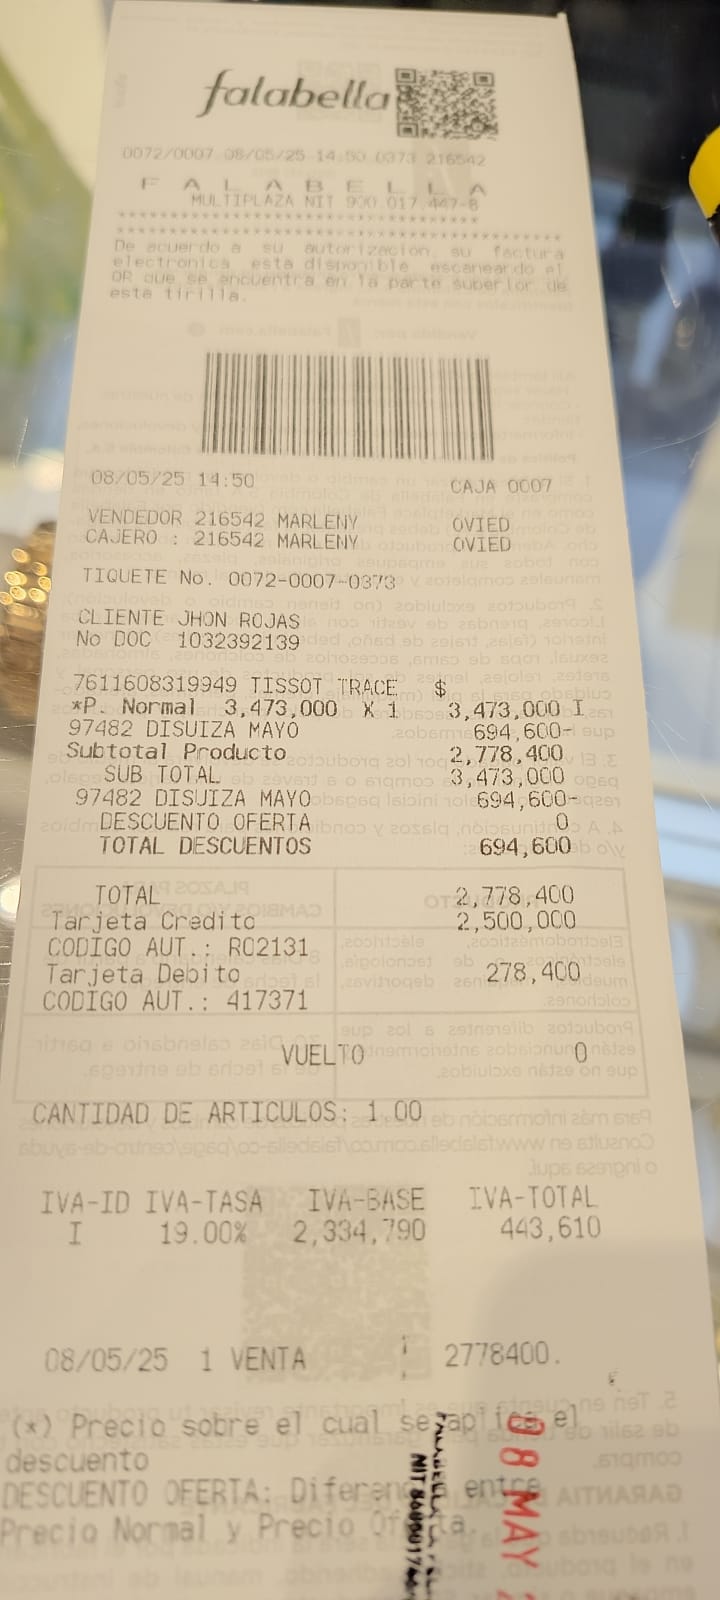 falabella
0072/0007 08/05/25 14:50 0373 216542
F A L A B E L L A
MULTIPLAZA NIT 900.017.447-8
****************************************
****************************************
De acuerdo a su autorizacion, su factura
electronica esta disponible escaneando el
QR que se encuentra en la parte superior de
esta tirilla.
08/05/25 14:50 CAJA 0007
VENDEDOR 216542 MARLENY OVIED
CAJERO : 216542 MARLENY OVIED
TIQUETE No. 0072-0007-0373
CLIENTE JHON ROJAS
No DOC 1032392139
7611608319949 TISSOT TRACE $
*P. Normal 3,473,000 X 1 3,473,000 I
97482 DISUIZA MAYO 694,600-
Subtotal Producto 2,778,400
SUB TOTAL 3,473,000
97482 DISUIZA MAYO 694,600-
DESCUENTO OFERTA 0
TOTAL DESCUENTOS 694,600
TOTAL 2,778,400
Tarjeta Credito 2,500,000
CODIGO AUT.: R02131
Tarjeta Debito 278,400
CODIGO AUT.: 417371
VUELTO 0
CANTIDAD DE ARTICULOS: 1.00
IVA-ID IVA-TASA IVA-BASE IVA-TOTAL
I 19.00% 2,334,790 443,610
08/05/25 1 VENTA 2778400.
(*) Precio sobre el cual se aplica el
descuento
DESCUENTO OFERTA: Diferencia entre
Precio Normal y Precio Oferta.
FALABELLA
NIT
08 MAY